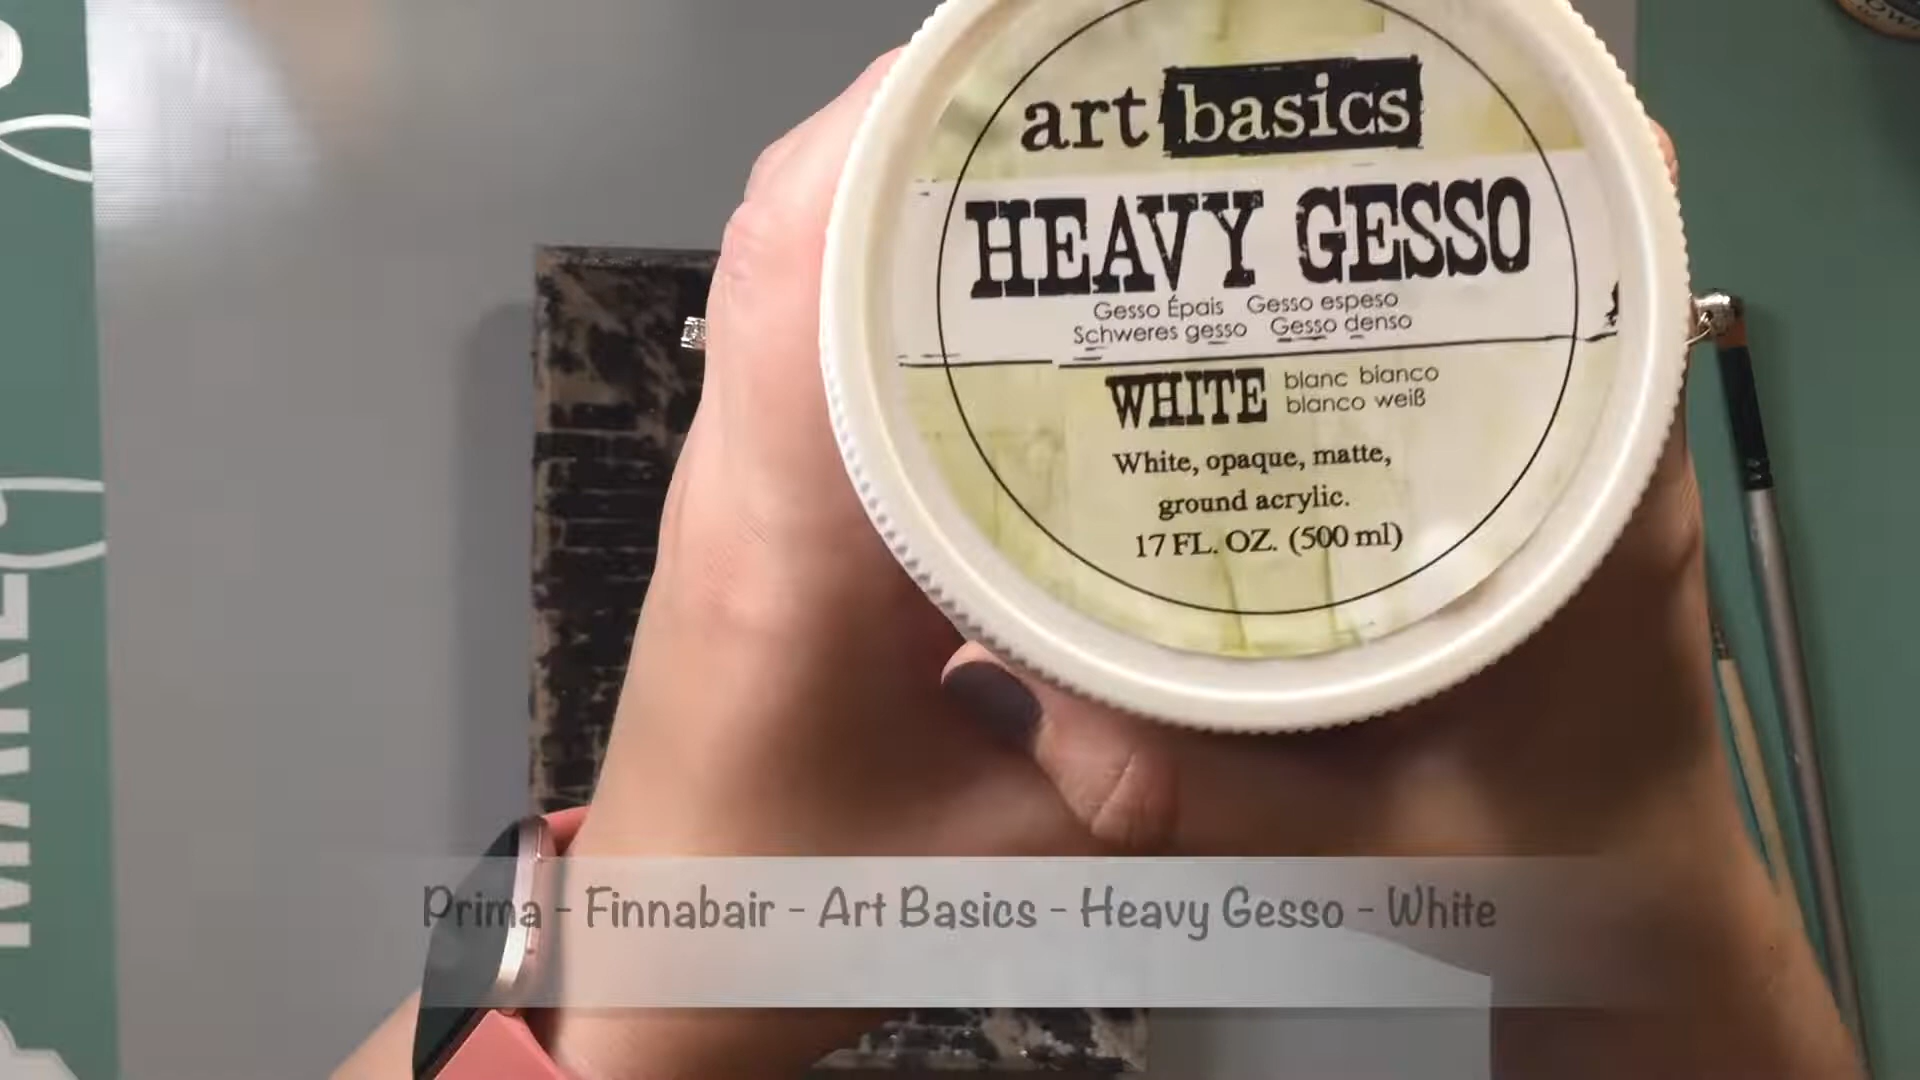 art basics
HEAVY GESSO
Gesso Épais Gesso espeso
Schweres gesso Gesso denso
WHITE blanc bianco
blanco weiß
White, opaque, matte,
ground acrylic.
17 FL. OZ. (500 ml)
Prima - Finnabair - Art Basics - Heavy Gesso - White